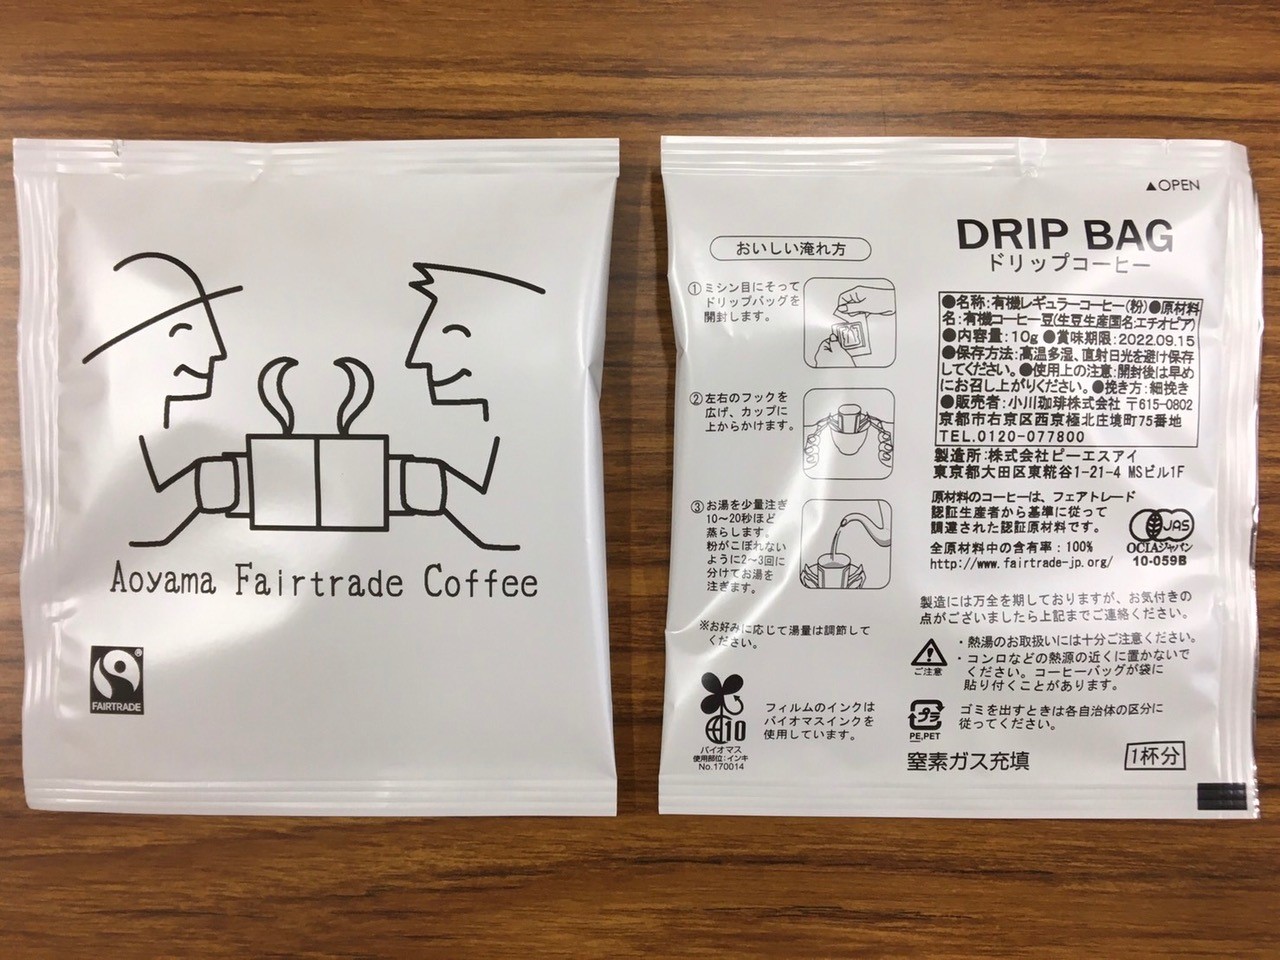 Aoyama Fairtrade Coffee
FAIRTRADE
®
▲OPEN
おいしい淹れ方
①ミシン目にそって
ドリップバッグを
開封します。
②左右のフックを
広げ、カップに
上からかけます。
③お湯を少量注ぎ
10~20秒ほど
蒸らします。
粉がこぼれない
ように2~3回に
分けてお湯を
注ぎます。
※お好みに応じて湯量は調節して
ください。
10
バイオマス
使用部位:インキ
No.170014
フィルムのインクは
バイオマスインクを
使用しています。
DRIP BAG
ドリップコーヒー
●名称:有機レギュラーコーヒー(粉)●原材料
名:有機コーヒー豆(生豆生産国名:エチオピア)
●内容量:10g ●賞味期限:2022.09.15
●保存方法:高温多湿、直射日光を避け保存
してください。●使用上の注意:開封後は早め
にお召し上がりください。●挽き方:細挽き
●販売者:小川珈琲株式会社 〒615-0802
京都市右京区西京極北庄境町75番地
TEL.0120-077800
製造所:株式会社ピーエスアイ
東京都大田区東糀谷1-21-4 MSビル1F
原材料のコーヒーは、フェアトレード
認証生産者から基準に従って
調達された認証原材料です。
全原材料中の含有率:100%
http://www.fairtrade-jp.org/
JAS
OCIAジャパン
10-059B
製造には万全を期しておりますが、お気付きの
点がございましたら上記までご連絡ください。
ご注意
・熱湯のお取扱いには十分ご注意ください。
・コンロなどの熱源の近くに置かないで
ください。コーヒーバッグが袋に
貼り付くことがあります。
プラ
PE,PET
ゴミを出すときは各自治体の区分に
従ってください。
窒素ガス充填
1杯分